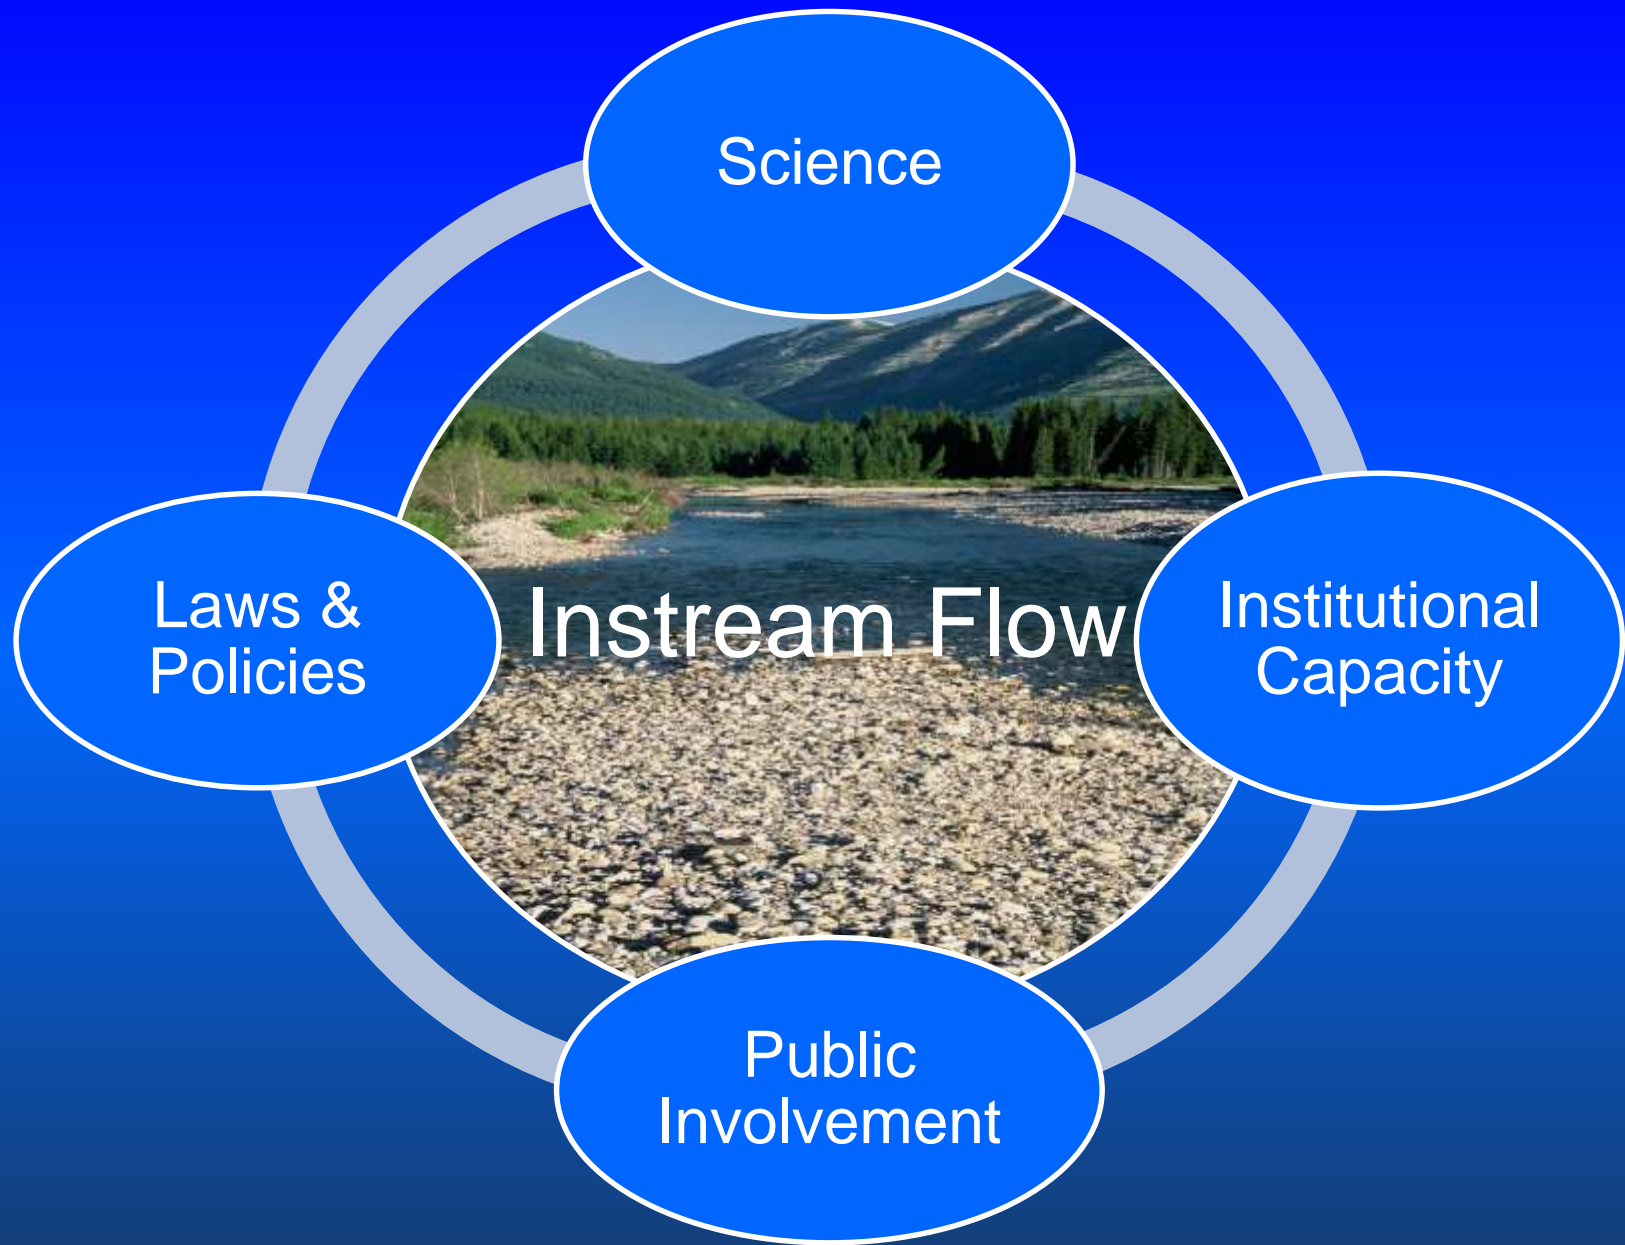 Science
Laws &
Policies
Instream Flow
Institutional
Capacity
Public
Involvement